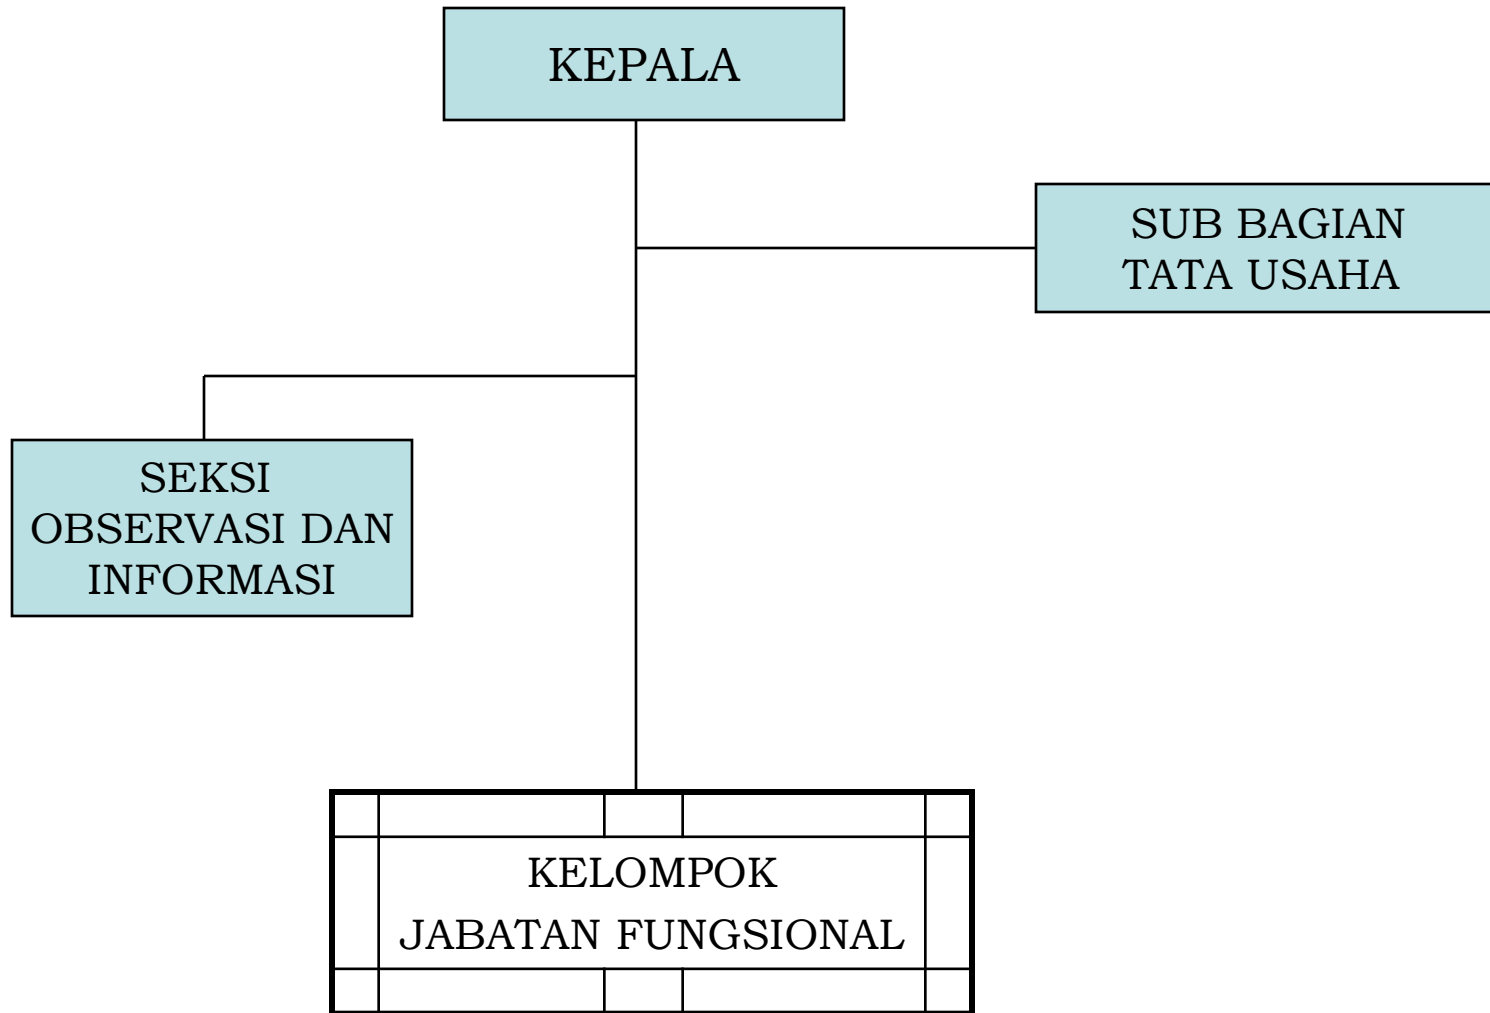 KEPALA
SUB BAGIAN
TATA USAHA
SEKSI
OBSERVASI DAN
INFORMASI
KELOMPOK
JABATAN FUNGSIONAL